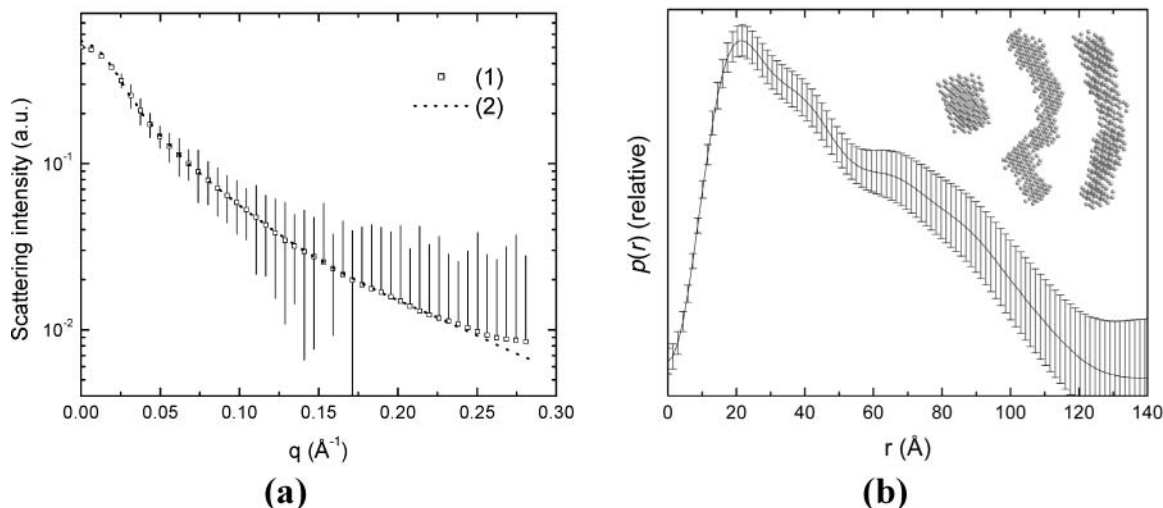 Scattering intensity (a.u.)
10⁻¹
10⁻²
(1)
(2)
0.00 0.05 0.10 0.15 0.20 0.25 0.30
q (Å⁻¹)
(a)
p(r) (relative)
0 20 40 60 80 100 120 140
r (Å)
(b)